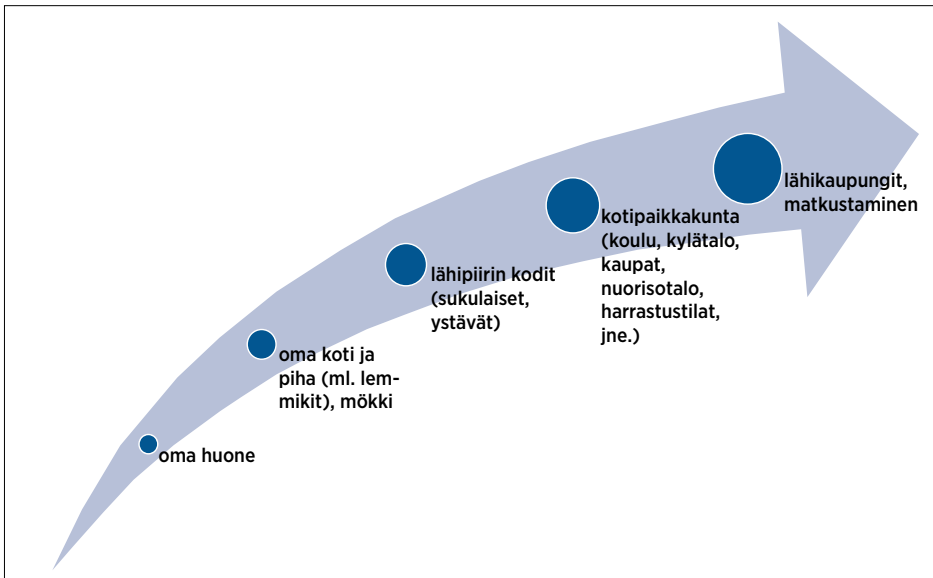 oma huone
oma koti ja
piha (ml. lem-
mikit), mökki
lähipiirin kodit
(sukulaiset,
ystävät)
kotipaikkakunta
(koulu, kylätalo,
kaupat,
nuorisotalo,
harrastustilat,
jne.)
lähikaupungit,
matkustaminen